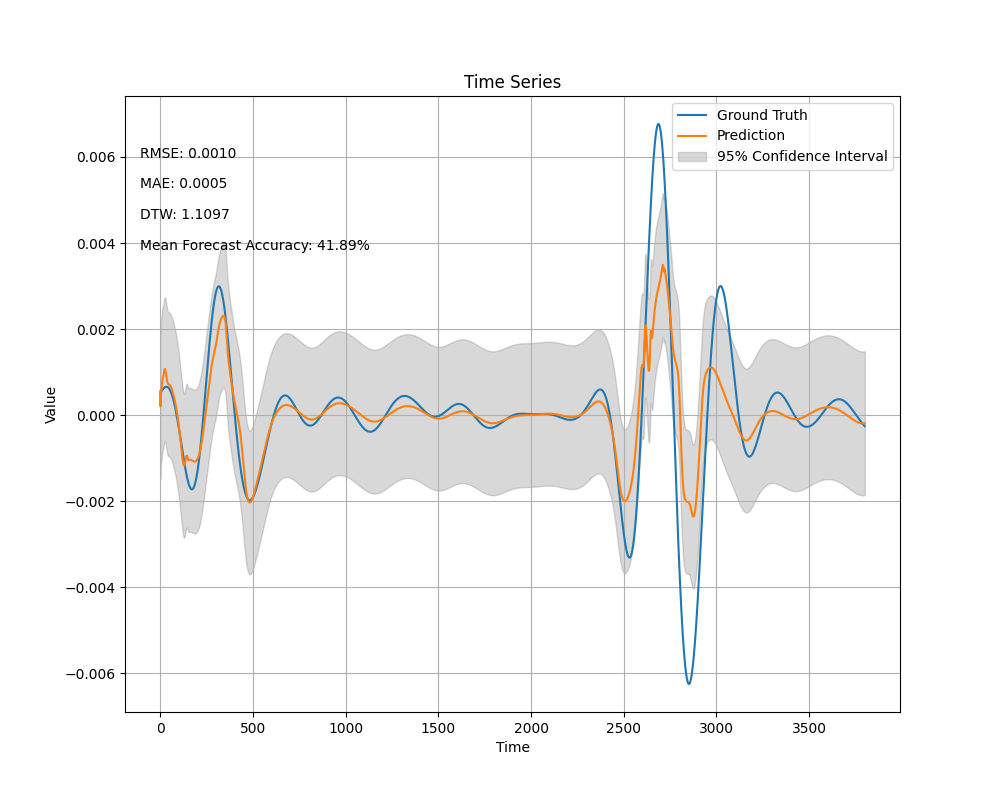 Time Series
Ground Truth
Prediction
95% Confidence Interval
RMSE: 0.0010
MAE: 0.0005
DTW: 1.1097
Mean Forecast Accuracy: 41.89%
Value
0.006
0.004
0.002
0.000
−0.002
−0.004
−0.006
0 500 1000 1500 2000 2500 3000 3500
Time